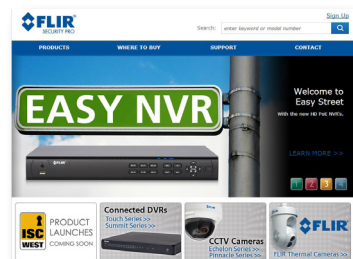 Sign Up
FLIR
SECURITY PRO
Search: enter keyword or model number
PRODUCTS WHERE TO BUY SUPPORT CONTACT
EASY NVR
Welcome to
Easy Street
With the new HD PoE NVR's.
LEARN MORE >>
FLIR
1 2 3 4
ISC
WEST
PRODUCT
LAUNCHES
COMING SOON
Connected DVRs
Touch Series>>
Summit Series>>
CCTV Cameras
Echelon Series>>
Pinnacle Series>>
FLIR
FLIR Thermal Cameras >>